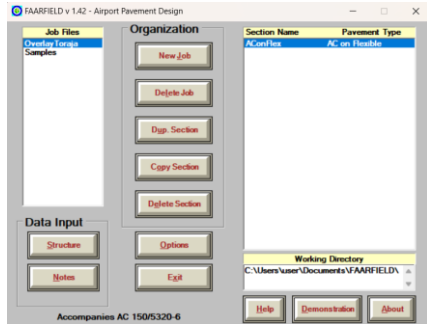 FAARFIELD v 1.42 - Airport Pavement Design
Job Files
OverlayToraja
Samples
Organization
New Job
Delete Job
Dup. Section
Copy Section
Delete Section
Section Name Pavement Type
AConFlex AC on Flexible
Data Input
Structure
Notes
Options
Exit
Working Directory
C:\Users\user\Documents\FAARFIELD\
Accompanies AC 150/5320-6
Help
Demonstration
About